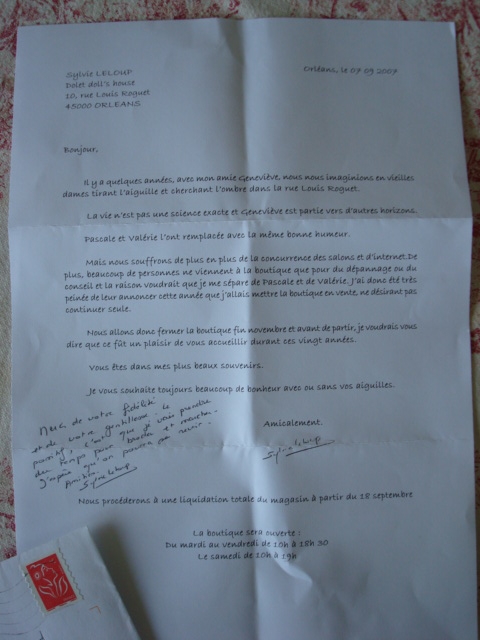 Sylvie LELOUP
Dolet doll's house
10, rue Louis Roguet
45000 ORLEANS
Orléans, le 07 09 2007
Bonjour,
Il y a quelques années, avec mon amie Geneviève, nous nous imaginions en vieilles
dames tirant l'aiguille et cherchant l'ombre dans la rue Louis Roguet.
La vie n'est pas une science exacte et Geneviève est partie vers d'autres horizons.
Pascale et Valérie l'ont remplacée avec la même bonne humeur.
Mais nous souffrons de plus en plus de la concurrence des salons et d'internet. De
plus, beaucoup de personnes ne viennent à la boutique que pour du dépannage ou du
conseil et la raison voudrait que je me sépare de Pascale et de Valérie. J'ai donc été très
peinée de leur annoncer cette année que j'allais mettre la boutique en vente, ne désirant pas
continuer seule.
Nous allons donc fermer la boutique fin novembre et avant de partir, je voudrais vous
dire que ce fût un plaisir de vous accueillir durant ces vingt années.
Vous êtes dans mes plus beaux souvenirs.
Je vous souhaite toujours beaucoup de bonheur avec ou sans vos aiguilles.
Amicalement.
Sylvie Leloup
de votre fidélité
et de votre gentillesse. Je
du temps pour
Sylvie Leloup
Nous procéderons à une liquidation totale du magasin à partir du 18 septembre
La boutique sera ouverte :
Du mardi au vendredi de 10h à 18h 30
Le samedi de 10h à 19h